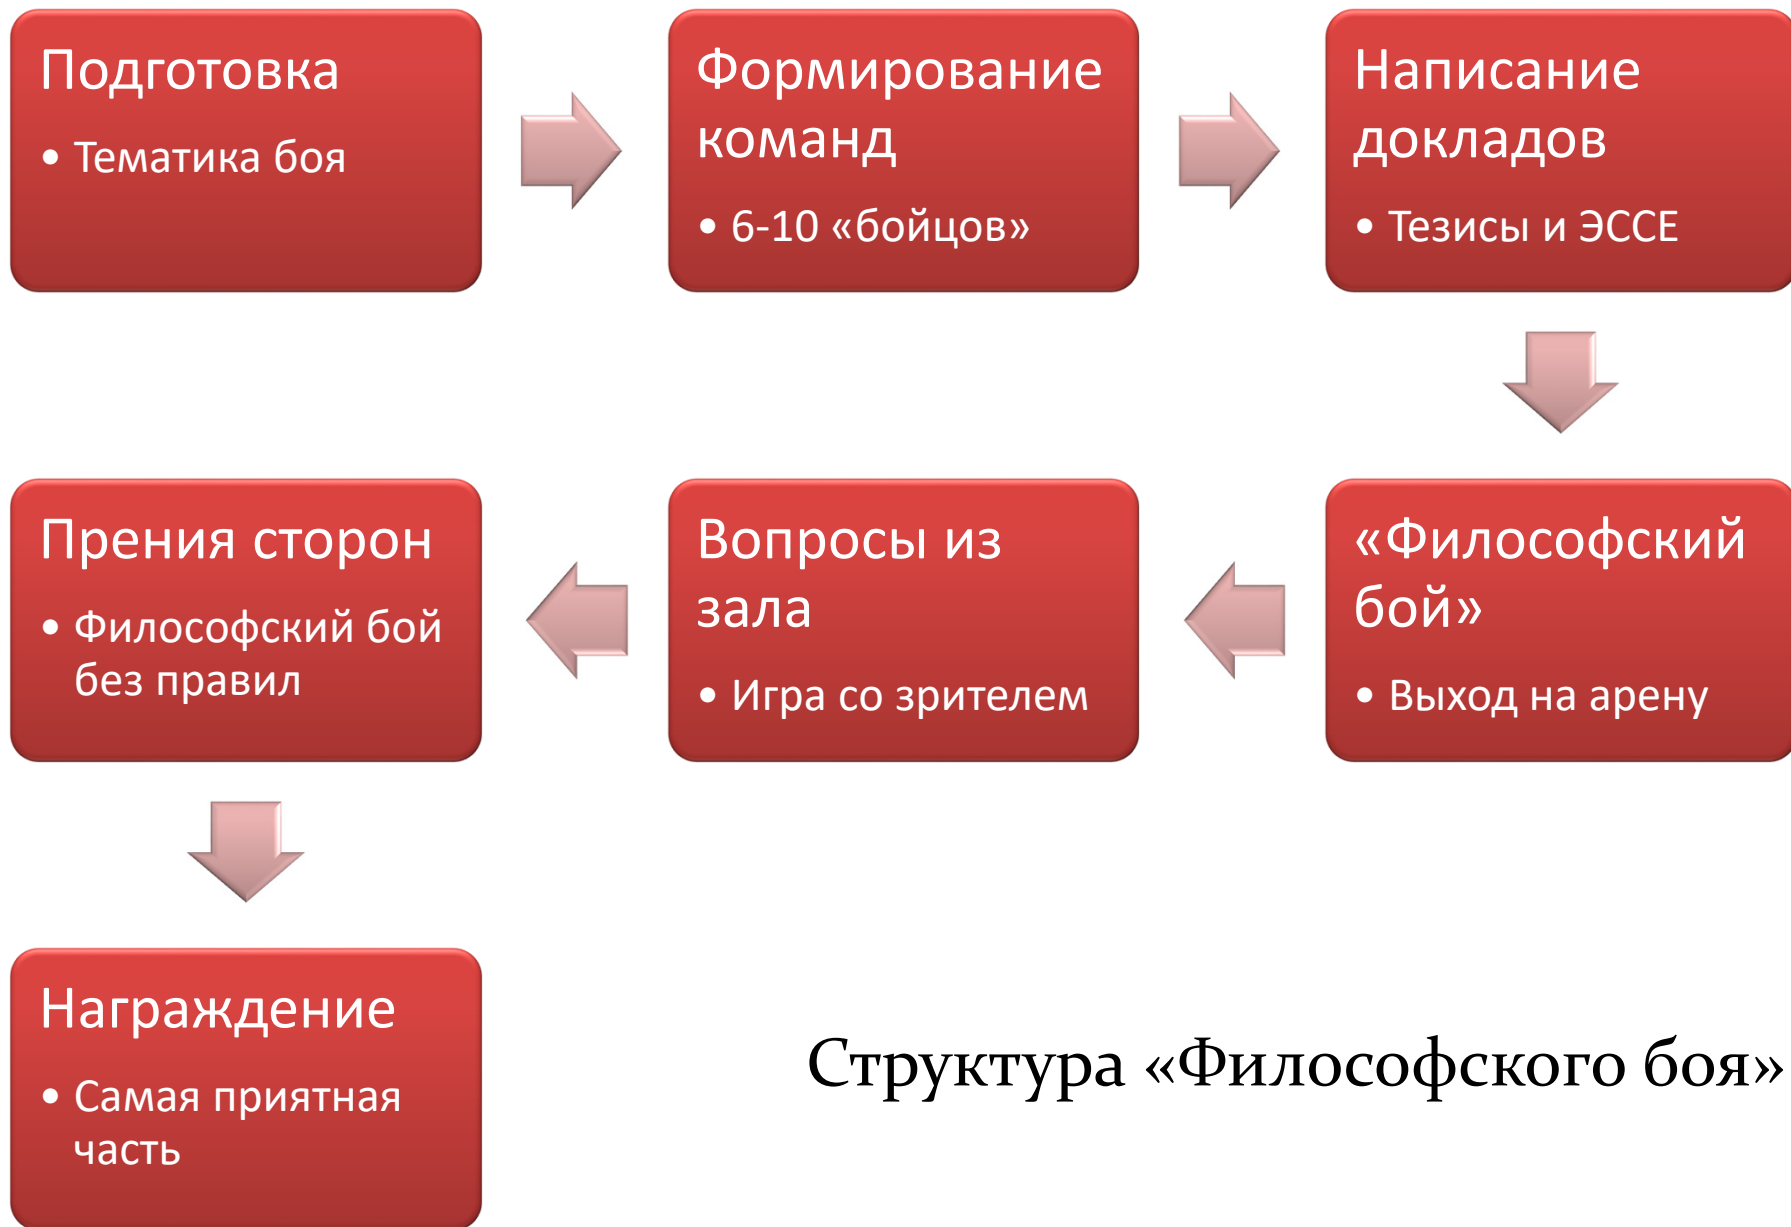 Подготовка
• Тематика боя
Формирование
команд
• 6-10 «бойцов»
Написание
докладов
• Тезисы и ЭССЕ
«Философский
бой»
• Выход на арену
Вопросы из
зала
• Игра со зрителем
Прения сторон
• Философский бой
без правил
Награждение
• Самая приятная
часть
Структура «Философского боя»